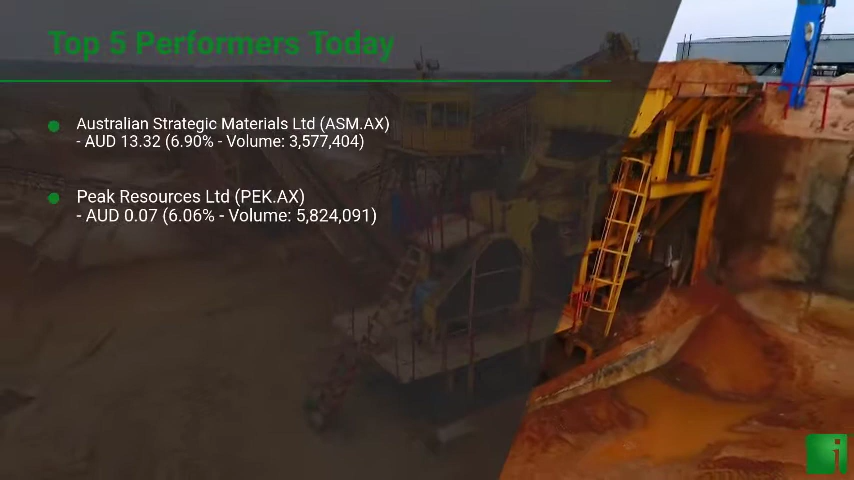 Top 5 Performers Today
Australian Strategic Materials Ltd (ASM.AX)
- AUD 13.32 (6.90% - Volume: 3,577,404)
Peak Resources Ltd (PEK.AX)
- AUD 0.07 (6.06% - Volume: 5,824,091)
i